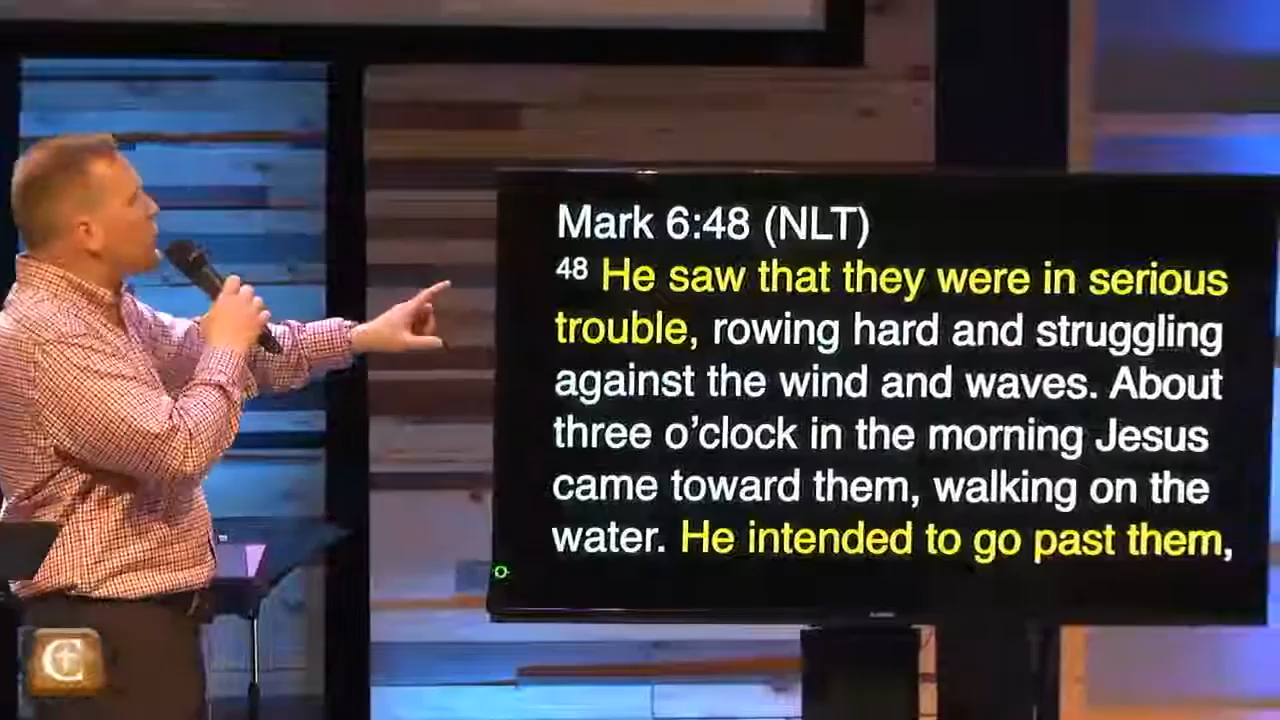 Mark 6:48 (NLT)
48 He saw that they were in serious
trouble, rowing hard and struggling
against the wind and waves. About
three o’clock in the morning Jesus
came toward them, walking on the
water. He intended to go past them,
C